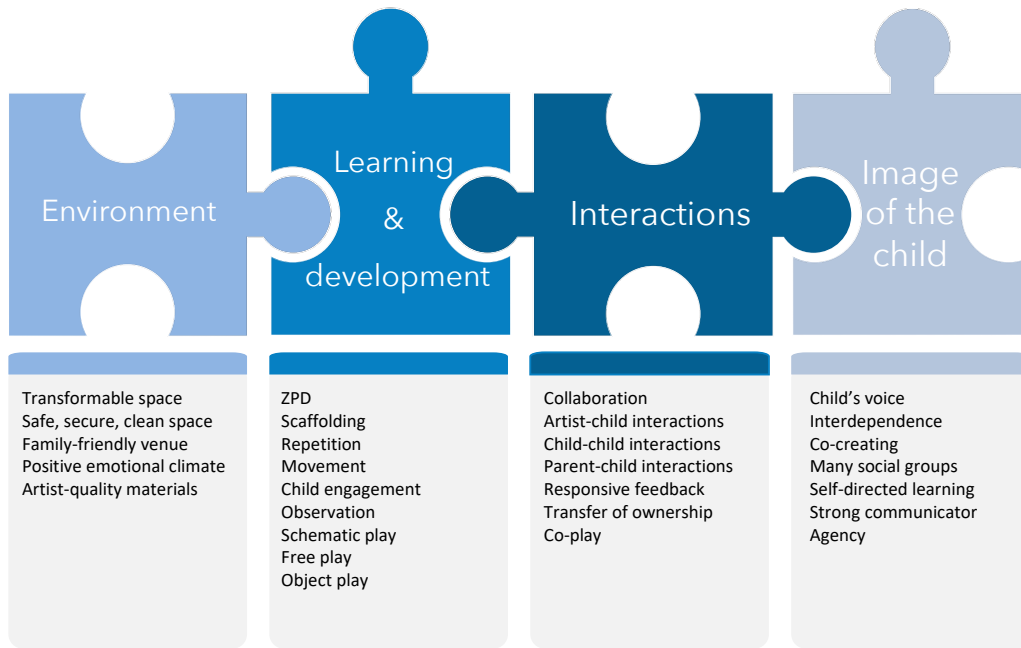 Environment
Learning
&
development
Interactions
Image
of the
child
Transformable space
Safe, secure, clean space
Family-friendly venue
Positive emotional climate
Artist-quality materials
ZPD
Scaffolding
Repetition
Movement
Child engagement
Observation
Schematic play
Free play
Object play
Collaboration
Artist-child interactions
Child-child interactions
Parent-child interactions
Responsive feedback
Transfer of ownership
Co-play
Child’s voice
Interdependence
Co-creating
Many social groups
Self-directed learning
Strong communicator
Agency